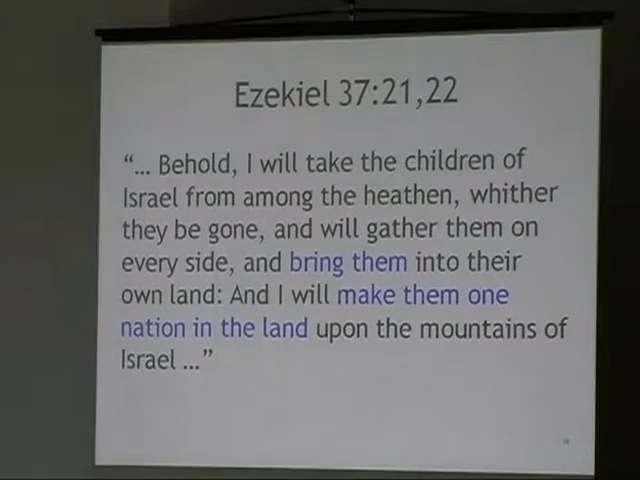 Ezekiel 37:21,22
“... Behold, I will take the children of
Israel from among the heathen, whither
they be gone, and will gather them on
every side, and bring them into their
own land: And I will make them one
nation in the land upon the mountains of
Israel ...”